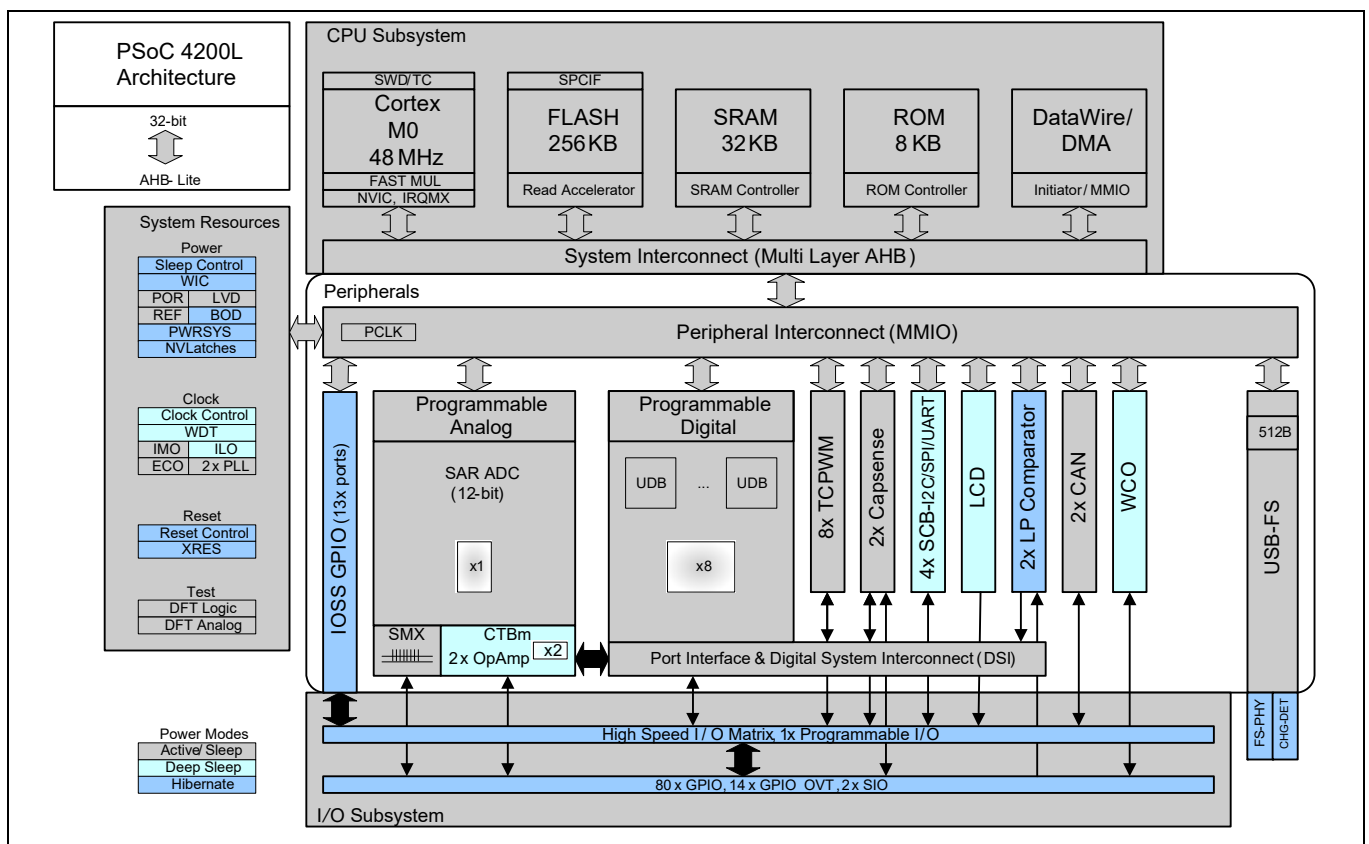 PSoC 4200L
Architecture
32-bit
AHB- Lite
CPU Subsystem
SWD/TC
Cortex
M0
48 MHz
FAST MUL
NVIC, IRQMX
SPCIF
FLASH
256 KB
Read Accelerator
SRAM
32 KB
SRAM Controller
ROM
8 KB
ROM Controller
DataWire/
DMA
Initiator/ MMIO
System Interconnect (Multi Layer AHB)
System Resources
Power
Sleep Control
WIC
POR LVD
REF BOD
PWRSYS
NVLatches
Clock
Clock Control
WDT
IMO ILO
ECO 2x PLL
Reset
Reset Control
XRES
Test
DFT Logic
DFT Analog
Power Modes
Active/ Sleep
Deep Sleep
Hibernate
Peripherals
PCLK
Peripheral Interconnect (MMIO)
IOSS GPIO (13x ports)
Programmable
Analog
SAR ADC
(12-bit)
x1
SMX
CTBm
2x OpAmp
x2
Programmable
Digital
UDB ... UDB
x8
Port Interface & Digital System Interconnect (DSI)
8x TCPWM
2x Capsense
4x SCB-I2C/SPI/UART
LCD
2x LP Comparator
2x CAN
WCO
512B
USB-FS
FS-PHY
CHG-DET
High Speed I / O Matrix, 1x Programmable I/O
80 x GPIO, 14 x GPIO OVT, 2 x SIO
I/O Subsystem